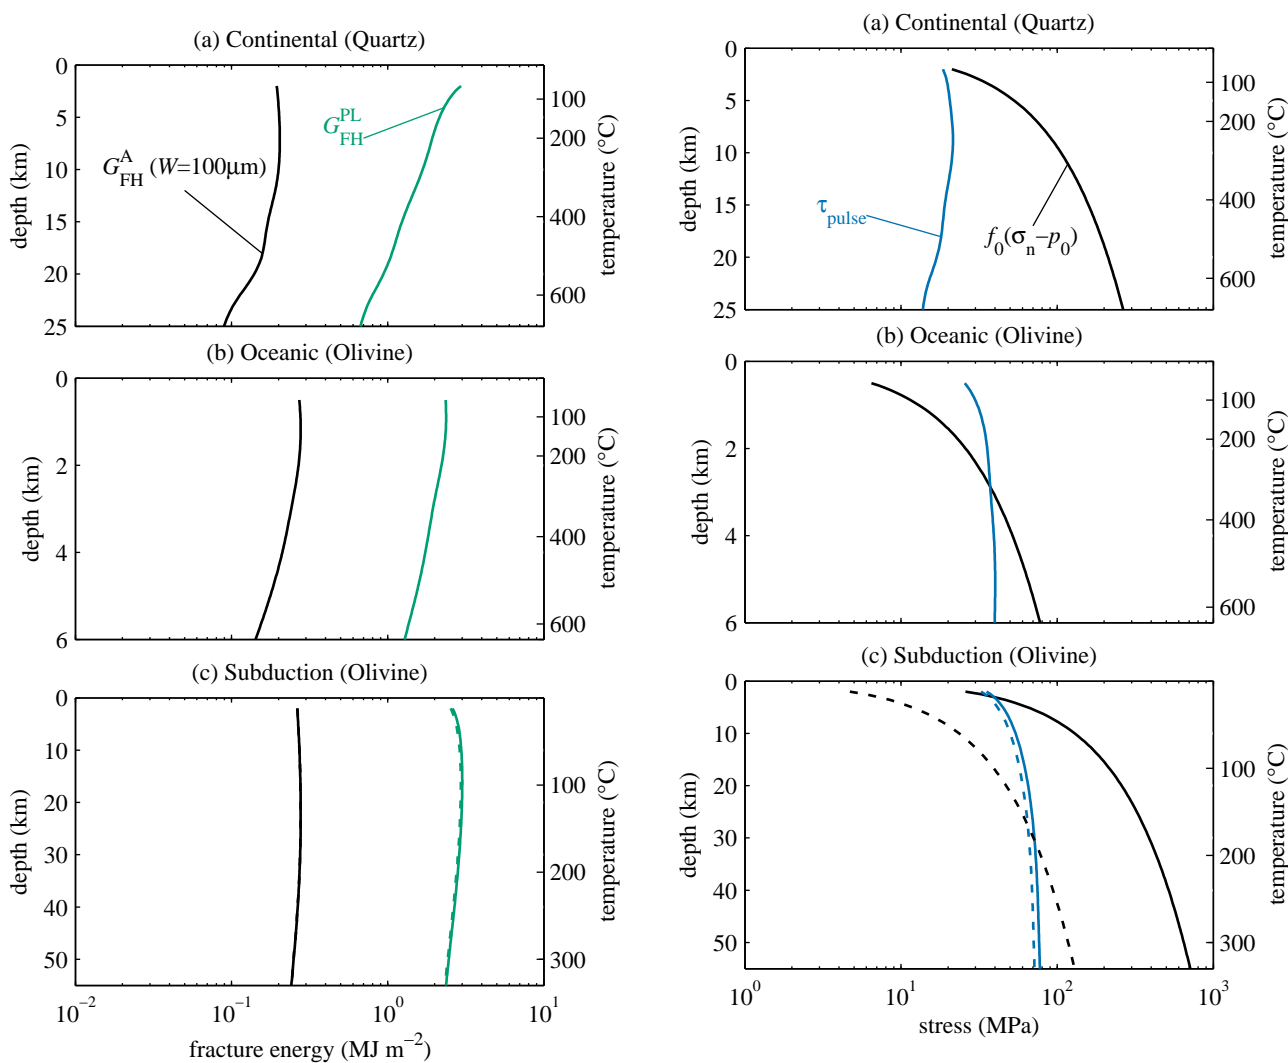 (a) Continental (Quartz)
0
5
10
15
20
25
depth (km)
100
200
400
600
temperature (°C)
G_FH^A (W=100μm)
G_FH^PL
(b) Oceanic (Olivine)
0
2
4
6
depth (km)
100
200
400
600
temperature (°C)
(c) Subduction (Olivine)
0
10
20
30
40
50
depth (km)
100
200
300
temperature (°C)
10^−2 10^−1 10^0 10^1
fracture energy (MJ m^−2)
(a) Continental (Quartz)
0
5
10
15
20
25
depth (km)
100
200
400
600
temperature (°C)
τ_pulse
f_0(σ_n−p_0)
(b) Oceanic (Olivine)
0
2
4
6
depth (km)
100
200
400
600
temperature (°C)
(c) Subduction (Olivine)
0
10
20
30
40
50
depth (km)
100
200
300
temperature (°C)
10^0 10^1 10^2 10^3
stress (MPa)